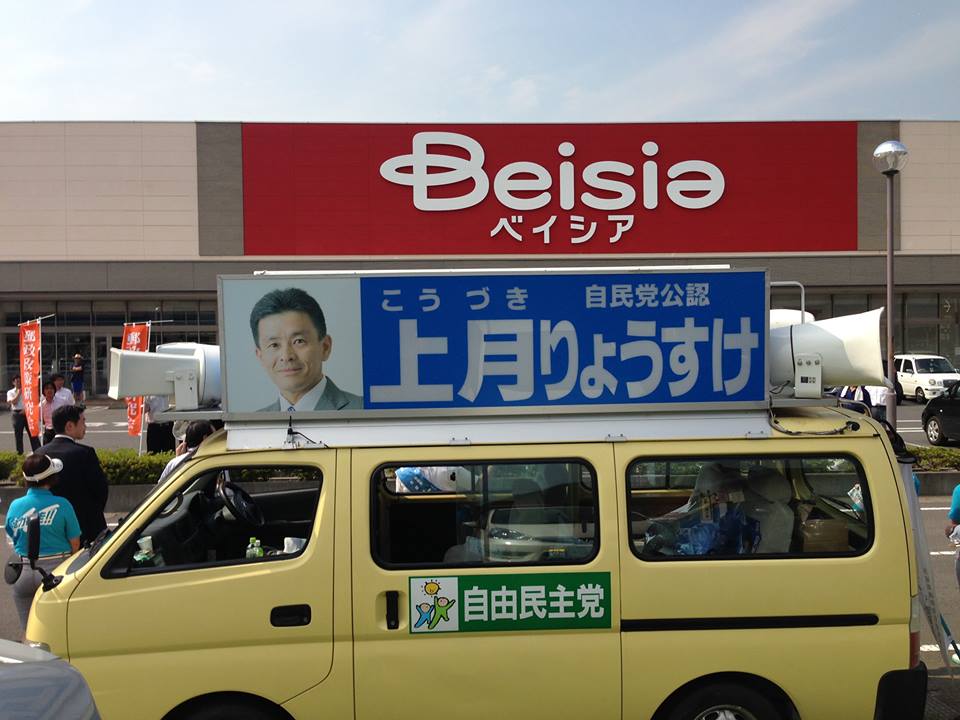 Beisia
ベイシア
こうづき 自民党公認
上月りょうすけ
自由民主党